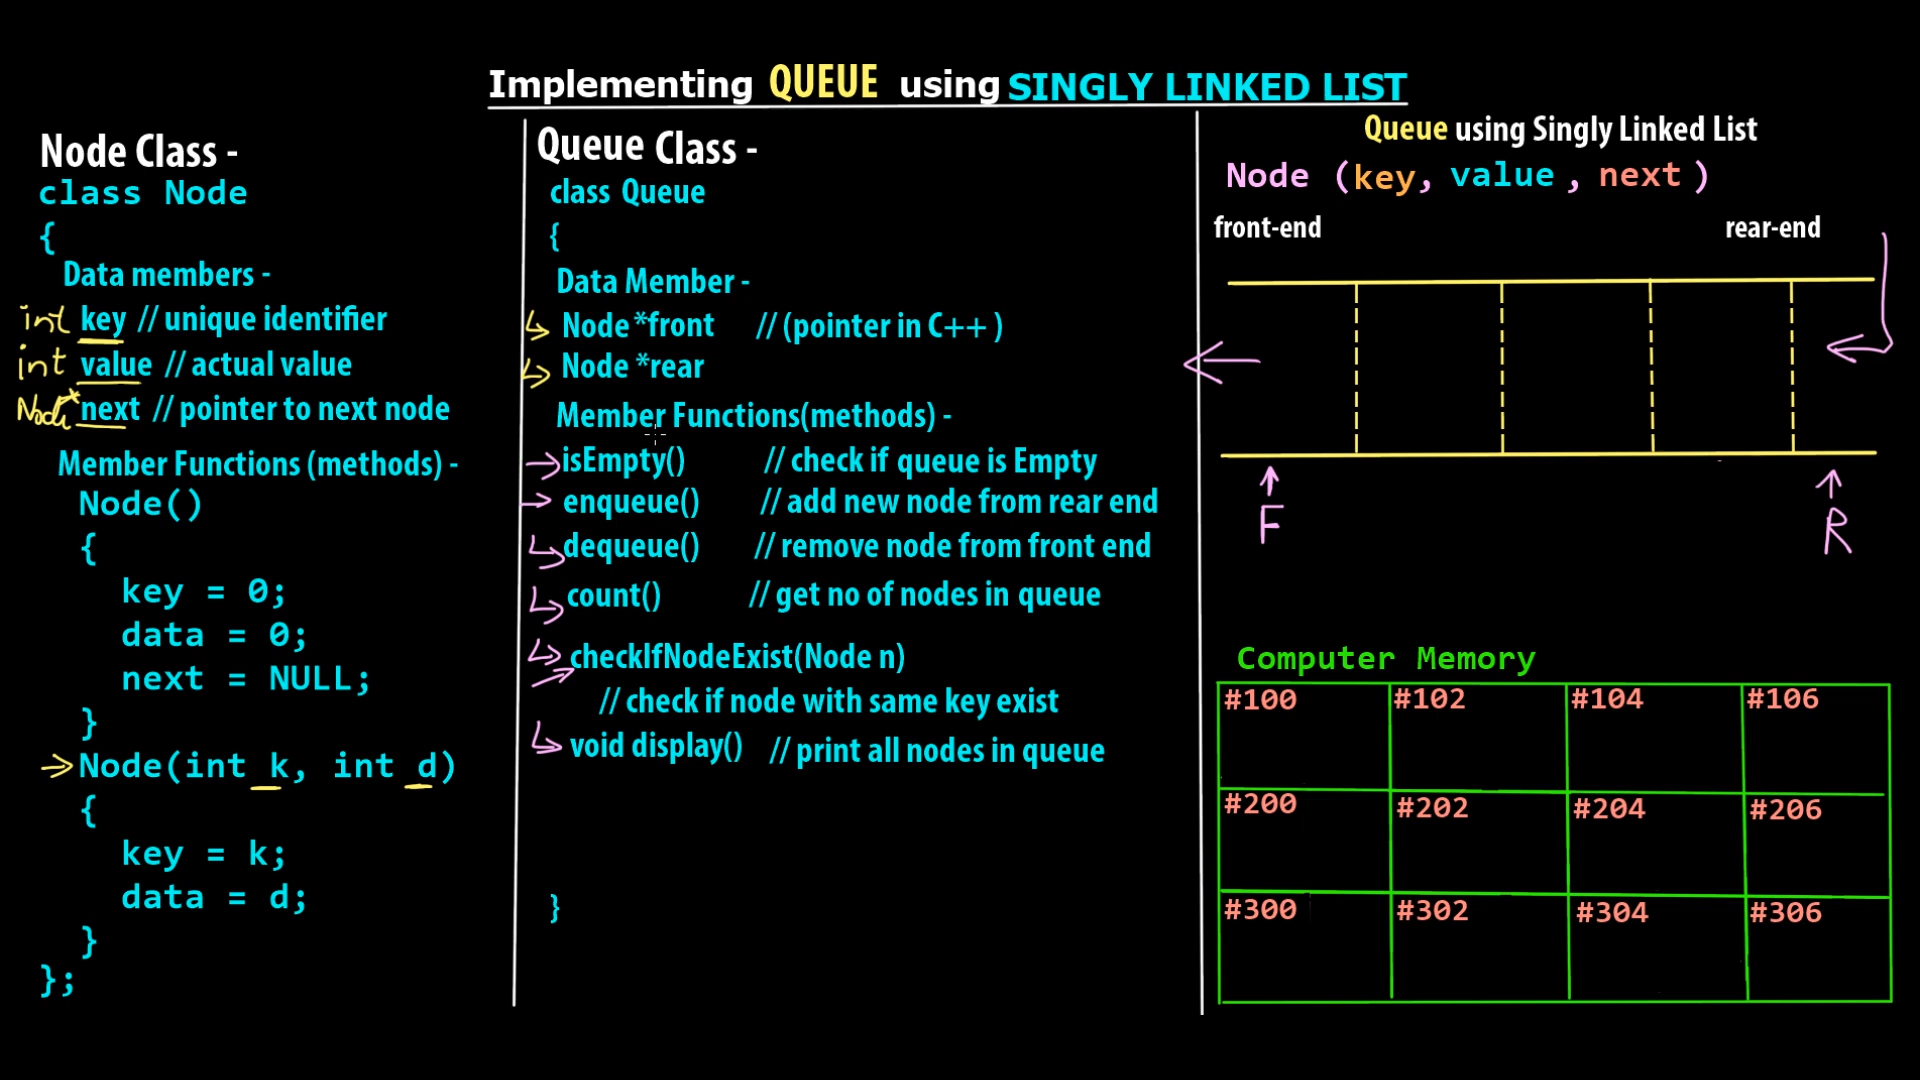 Implementing QUEUE using SINGLY LINKED LIST
Node Class -
class Node
{
Data members -
int key // unique identifier
int value // actual value
Node* next // pointer to next node
Member Functions (methods) -
Node()
{
key = 0;
data = 0;
next = NULL;
}
Node(int k, int d)
{
key = k;
data = d;
}
};
Queue Class -
class Queue
{
Data Member -
Node *front // (pointer in C++ )
Node *rear
Member Functions(methods) -
isEmpty() // check if queue is Empty
enqueue() // add new node from rear end
dequeue() // remove node from front end
count() // get no of nodes in queue
checkIfNodeExist(Node n)
// check if node with same key exist
void display() // print all nodes in queue
}
Queue using Singly Linked List
Node (key, value , next )
front-end rear-end
F R
Computer Memory
#100 #102 #104 #106
#200 #202 #204 #206
#300 #302 #304 #306